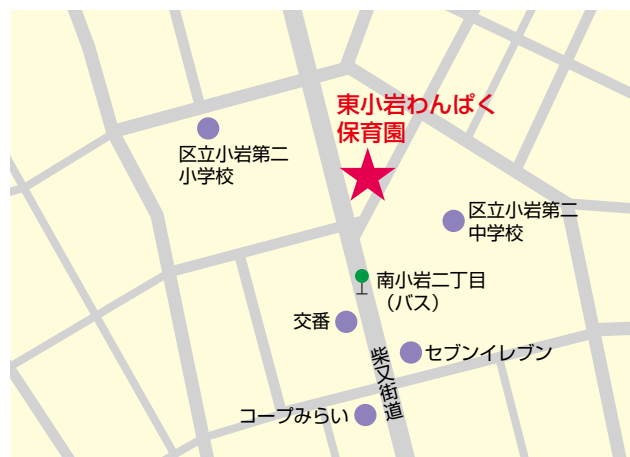 東小岩わんぱく
保育園
区立小岩第二
小学校
区立小岩第二
中学校
南小岩二丁目
（バス）
交番
セブンイレブン
柴又街道
コープみらい